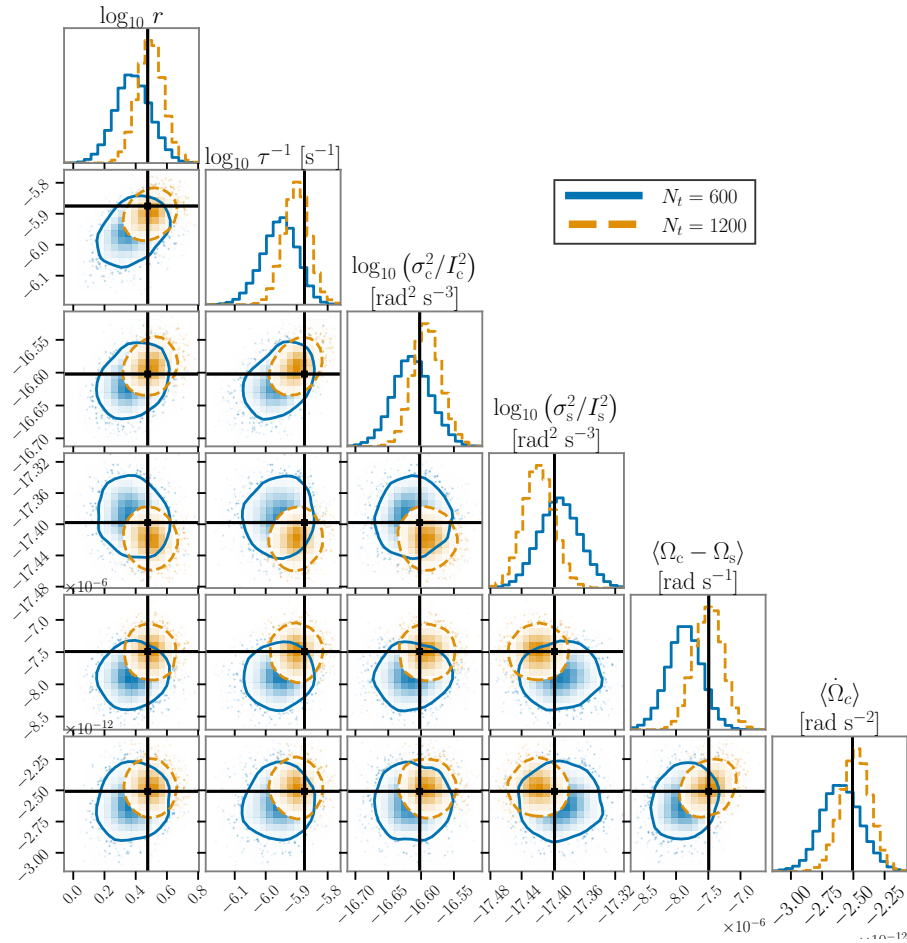 log₁₀ r
log₁₀ τ⁻¹ [s⁻¹]
−5.8
−5.9
−6.0
−6.1
N_t = 600
N_t = 1200
log₁₀ (σ_c²/I_c²)
[rad² s⁻³]
−16.55
−16.60
−16.65
−16.70
log₁₀ (σ_s²/I_s²)
[rad² s⁻³]
−17.32
−17.36
−17.40
−17.44
−17.48
×10⁻⁶
⟨Ω_c − Ω_s⟩
[rad s⁻¹]
−7.0
−7.5
−8.0
−8.5
×10⁻¹²
⟨Ω̇_c⟩
[rad s⁻²]
−2.25
−2.50
−2.75
−3.00
0.0 0.2 0.4 0.6 0.8
−6.1 −6.0 −5.9 −5.8
−16.70 −16.65 −16.60 −16.55
−17.48 −17.44 −17.40 −17.36 −17.32
−8.5 −8.0 −7.5 −7.0
×10⁻⁶
−3.00 −2.75 −2.50 −2.25
×10⁻¹²